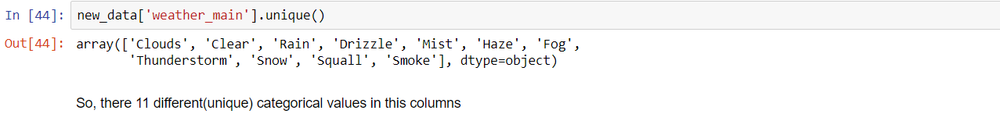 In [44]: new_data['weather_main'].unique()
Out[44]: array(['Clouds', 'Clear', 'Rain', 'Drizzle', 'Mist', 'Haze', 'Fog',
'Thunderstorm', 'Snow', 'Squall', 'Smoke'], dtype=object)
So, there 11 different(unique) categorical values in this columns